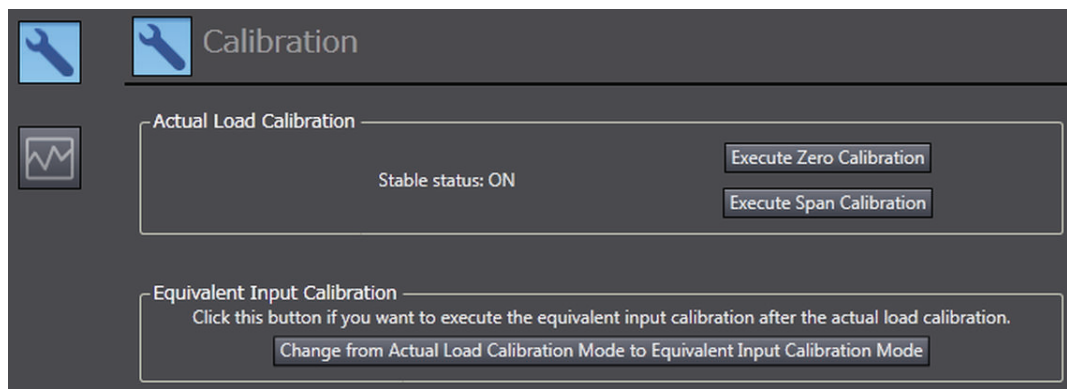 Calibration
Actual Load Calibration
Stable status: ON
Execute Zero Calibration
Execute Span Calibration
Equivalent Input Calibration
Click this button if you want to execute the equivalent input calibration after the actual load calibration.
Change from Actual Load Calibration Mode to Equivalent Input Calibration Mode